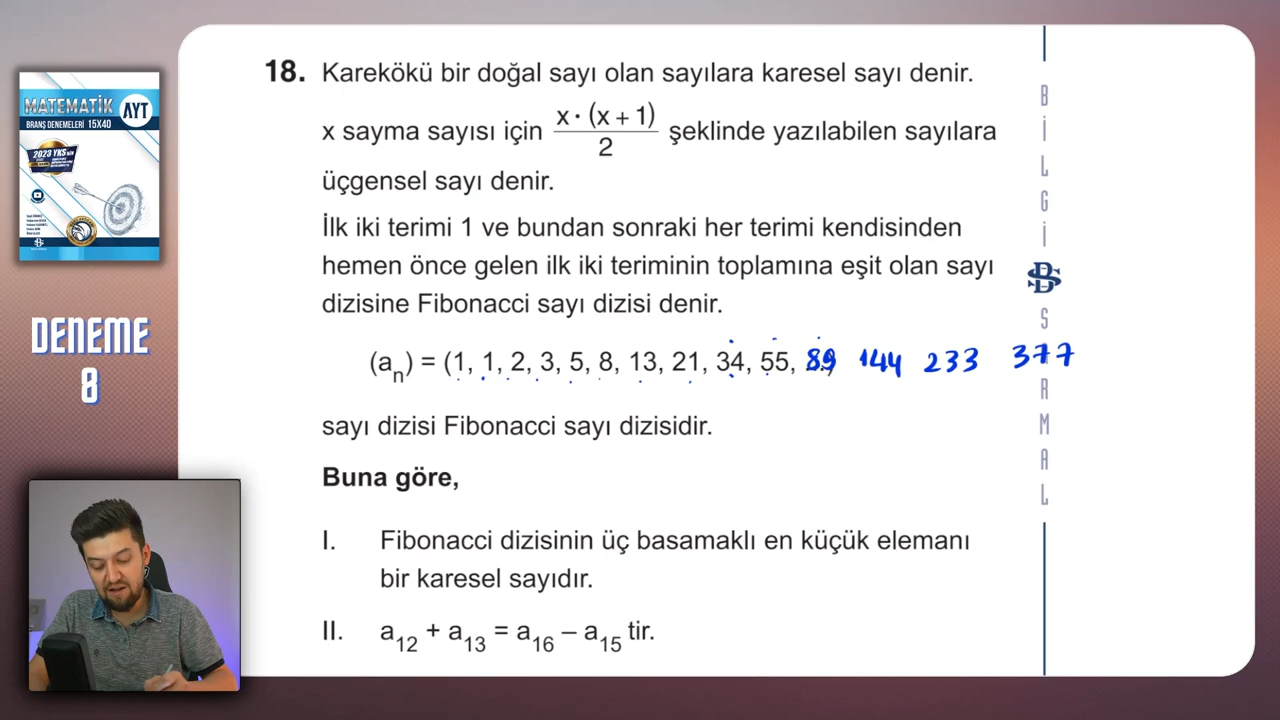 MATEMATİK AYT
BRANŞ DENEMELERİ 15X40
DENEME
8
18. Karekökü bir doğal sayı olan sayılara karesel sayı denir.
x sayma sayısı için x · (x + 1) / 2 şeklinde yazılabilen sayılara
üçgensel sayı denir.
İlk iki terimi 1 ve bundan sonraki her terimi kendisinden
hemen önce gelen ilk iki teriminin toplamına eşit olan sayı
dizisine Fibonacci sayı dizisi denir.
(aₙ) = (1, 1, 2, 3, 5, 8, 13, 21, 34, 55, 89 144 233 377
sayı dizisi Fibonacci sayı dizisidir.
Buna göre,
I. Fibonacci dizisinin üç basamaklı en küçük elemanı
bir karesel sayıdır.
II. a₁₂ + a₁₃ = a₁₆ – a₁₅ tir.
BİLGİ
SARMAL